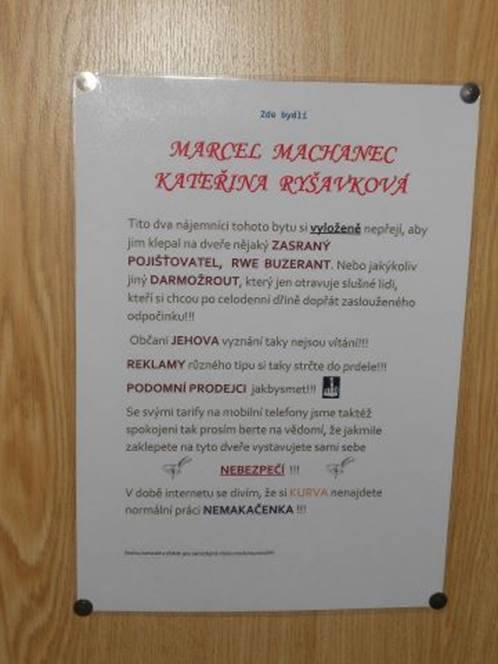 Zde bydlí
MARCEL MACHANEC
KATEŘINA RYŠAVKOVÁ
Tito dva nájemníci tohoto bytu si vyloženě nepřejí, aby
jim klepal na dveře nějaký ZASRANÝ
POJIŠŤOVATEL, RWE BUZERANT. Nebo jakýkoliv
jiný DARMOŽROUT, který jen otravuje slušné lidi,
kteří si chcou po celodenní dřině dopřát zaslouženého
odpočinku!!!
Občani JEHOVA vyznání taky nejsou vítáni!!!
REKLAMY různého tipu si taky strčte do prdele!!!
PODOMNÍ PRODEJCI jakbysmet!!!
Se svými tarify na mobilní telefony jsme taktéž
spokojeni tak prosím berte na vědomí, že jakmile
zaklepete na tyto dveře vystavujete sami sebe
NEBEZPEČÍ !!!
V době internetu se divím, že si KURVA nenajdete
normální práci NEMAKAČENKA !!!